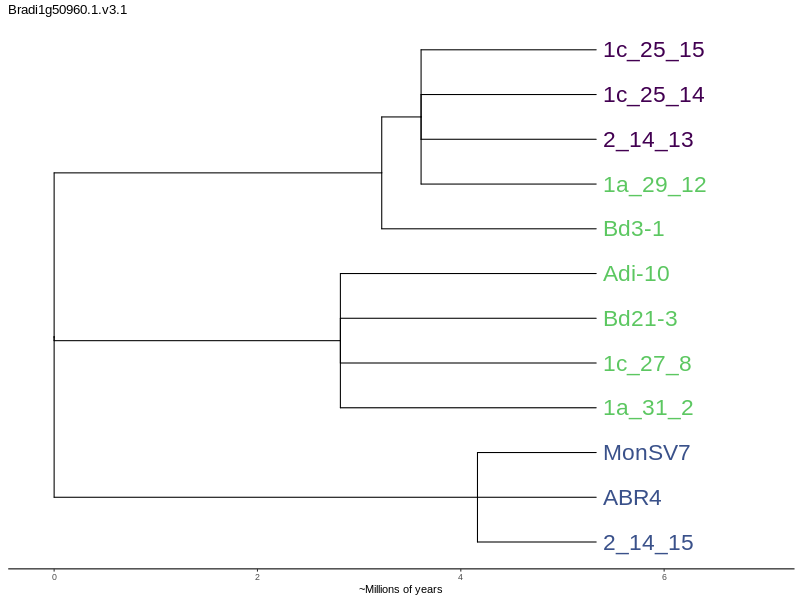 Bradi1g50960.1.v3.1
1c_25_15
1c_25_14
2_14_13
1a_29_12
Bd3-1
Adi-10
Bd21-3
1c_27_8
1a_31_2
MonSV7
ABR4
2_14_15
0 2 4 6
~Millions of years